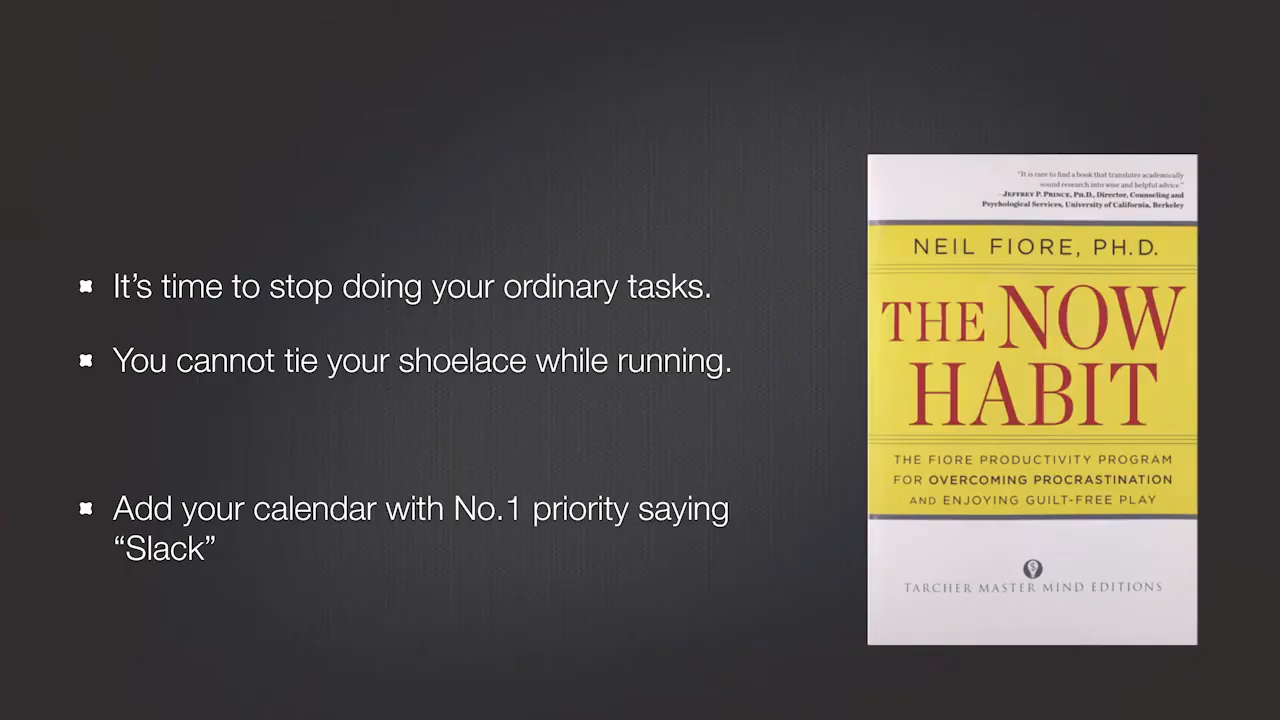 It’s time to stop doing your ordinary tasks.
You cannot tie your shoelace while running.
Add your calendar with No.1 priority saying
“Slack”
"It is rare to find a book that translates academically
sound research into wise and helpful advice."
—JEFFREY P. PRINCE, PH.D., Director, Counseling and
Psychological Services, University of California, Berkeley
NEIL FIORE, PH.D.
THE NOW
HABIT
THE FIORE PRODUCTIVITY PROGRAM
FOR OVERCOMING PROCRASTINATION
AND ENJOYING GUILT-FREE PLAY
TARCHER MASTER MIND EDITIONS